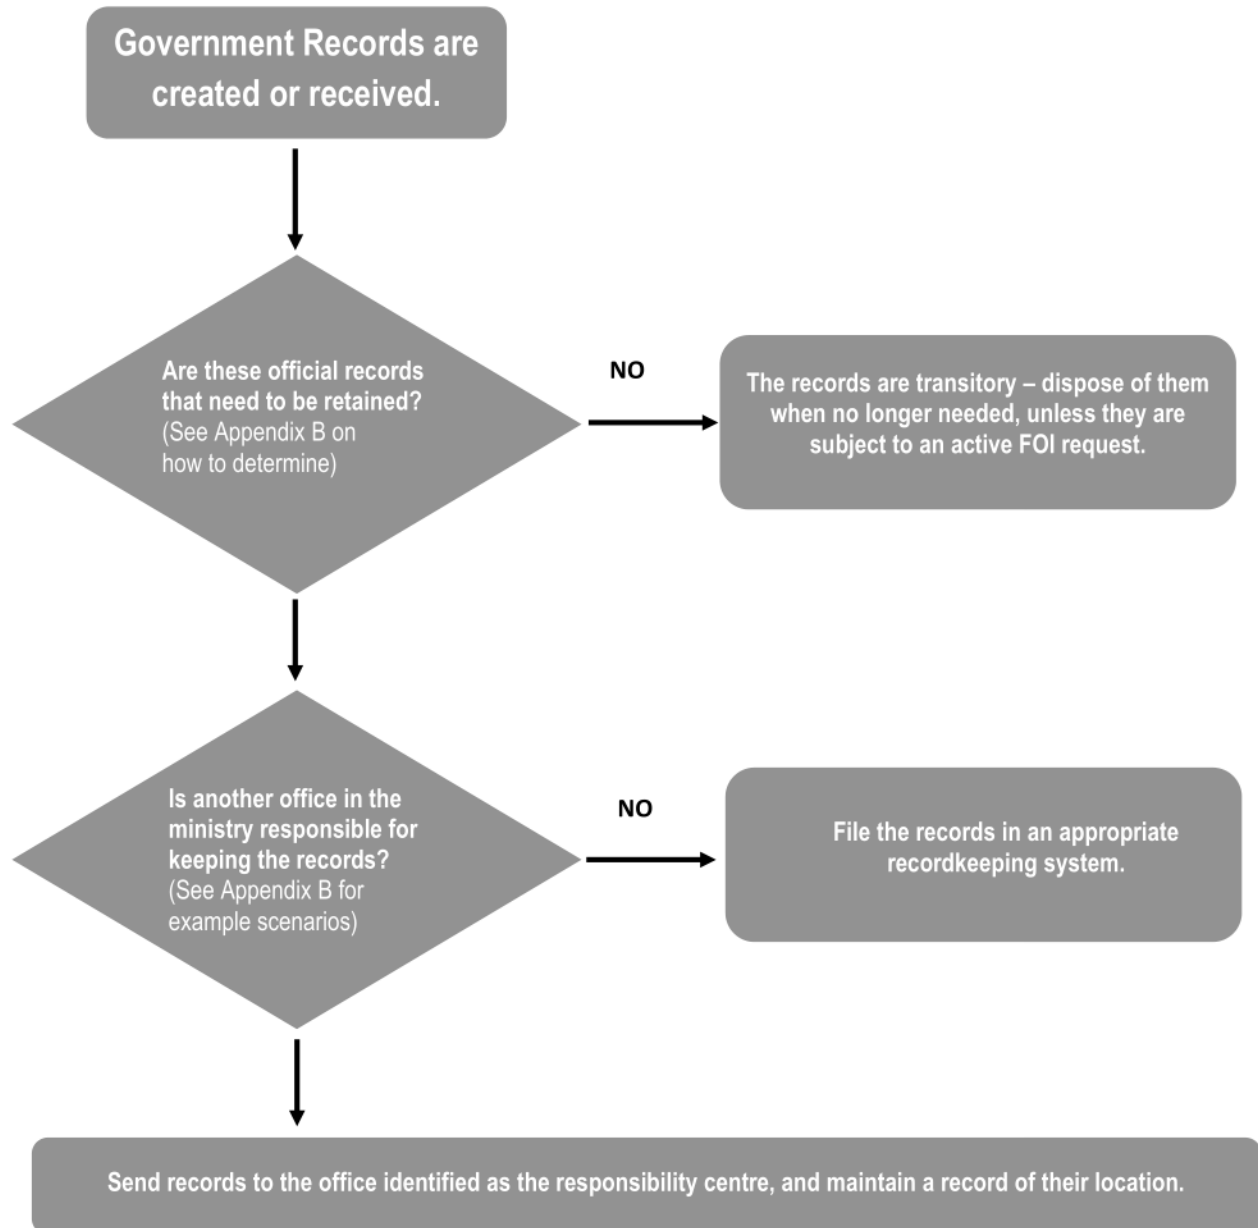 Government Records are
created or received.
Are these official records
that need to be retained?
(See Appendix B on
how to determine)
NO
The records are transitory – dispose of them
when no longer needed, unless they are
subject to an active FOI request.
Is another office in the
ministry responsible for
keeping the records?
(See Appendix B for
example scenarios)
NO
File the records in an appropriate
recordkeeping system.
Send records to the office identified as the responsibility centre, and maintain a record of their location.